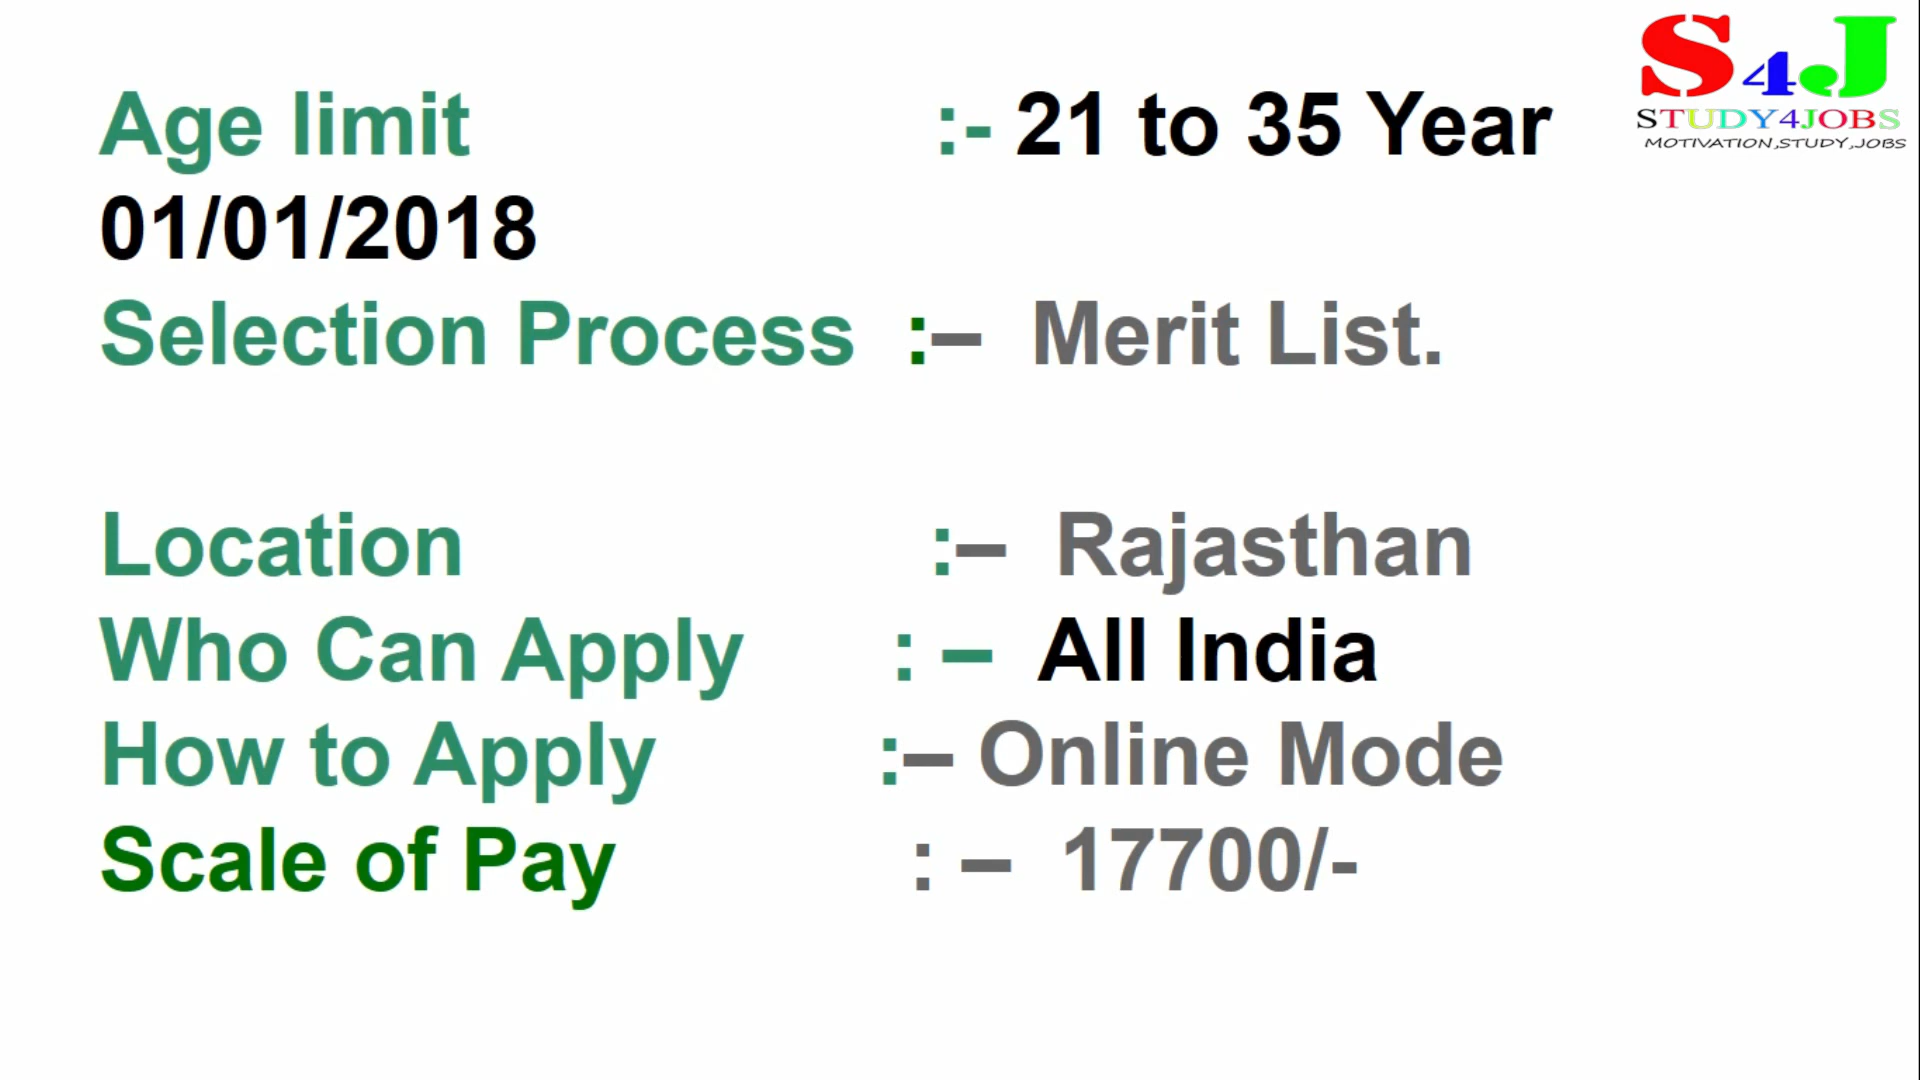 S4J
STUDY4JOBS
MOTIVATION,STUDY,JOBS
Age limit :- 21 to 35 Year
01/01/2018
Selection Process :– Merit List.
Location :– Rajasthan
Who Can Apply : – All India
How to Apply :– Online Mode
Scale of Pay : – 17700/-